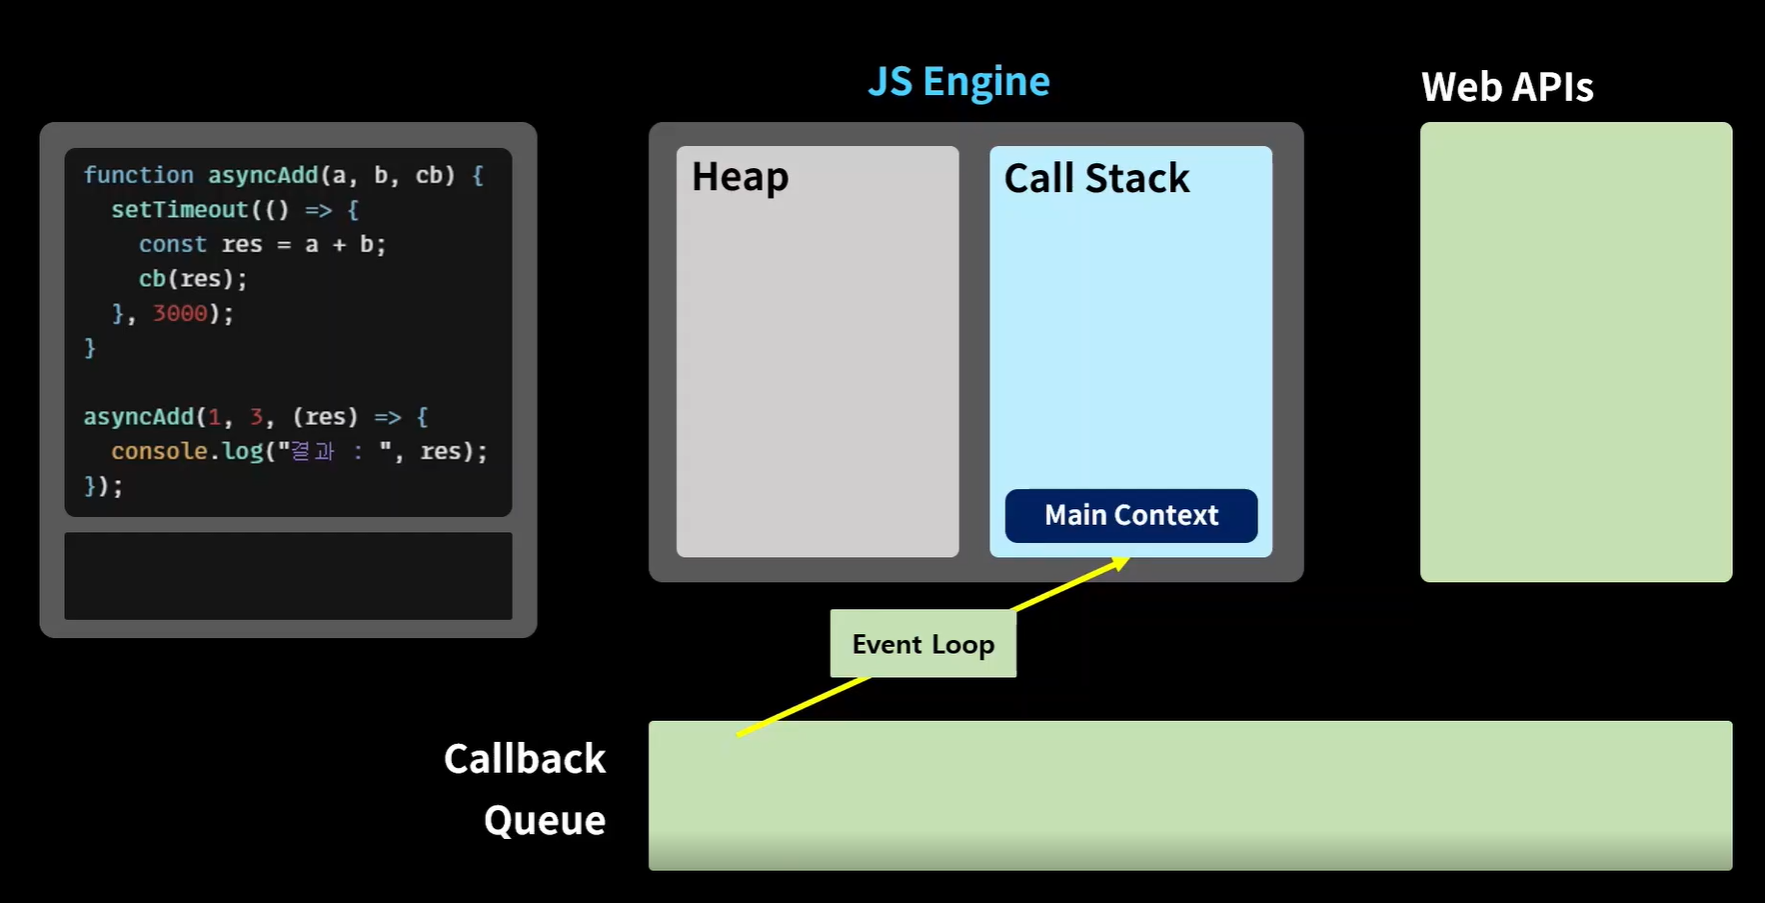 JS Engine
Web APIs
function asyncAdd(a, b, cb) {
  setTimeout(() => {
    const res = a + b;
    cb(res);
  }, 3000);
}

asyncAdd(1, 3, (res) => {
  console.log("결과 : ", res);
});
Heap
Call Stack
Main Context
Event Loop
Callback
Queue